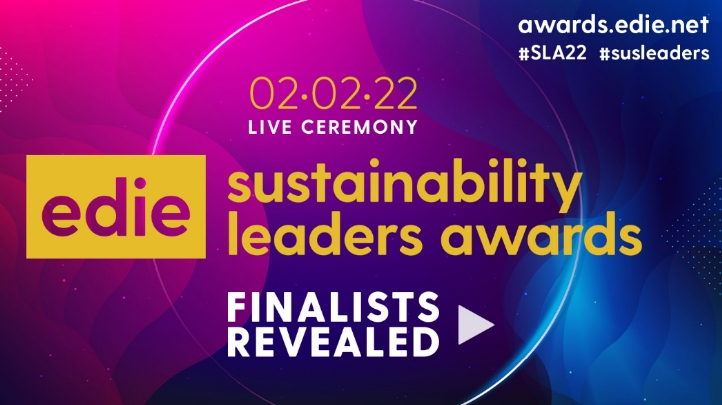 awards.edie.net
#SLA22 #susleaders
02•02•22
LIVE CEREMONY
edie
sustainability
leaders awards
FINALISTS
REVEALED